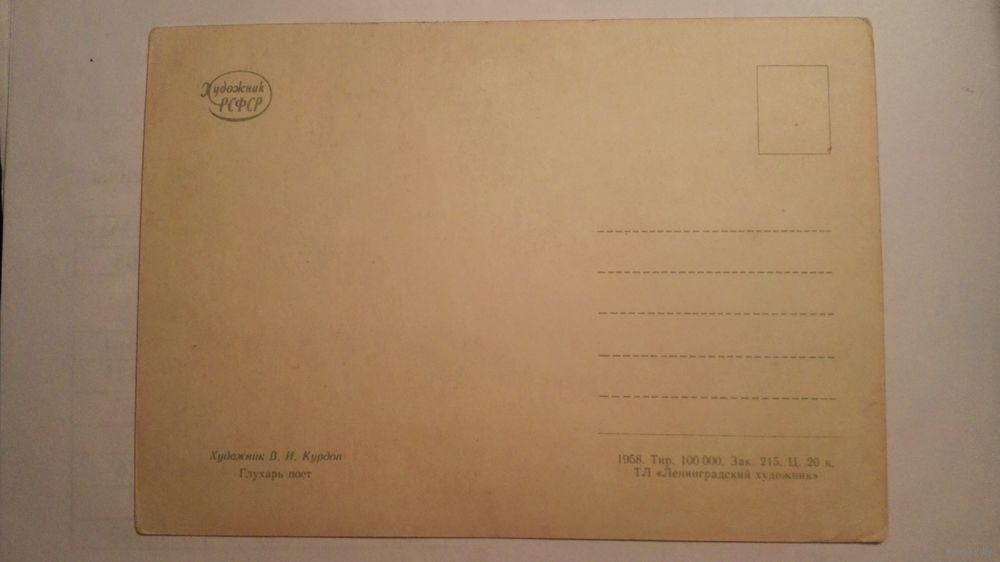 Художник
РСФСР
Художник В. И. Курдов
Глухарь поет
1958. Тир. 100 000. Зак. 215. Ц. 20 к.
ТЛ «Ленинградский художник»